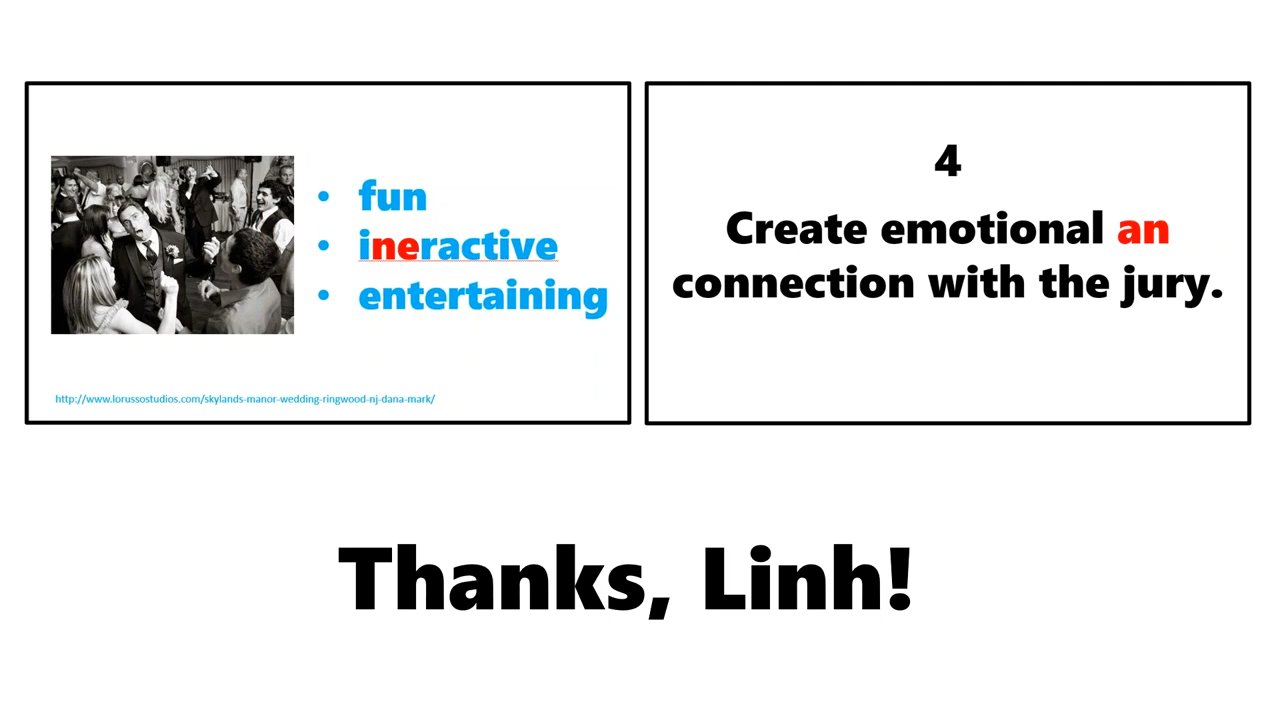 • fun
• ineractive
• entertaining
http://www.lorussostudios.com/skylands-manor-wedding-ringwood-nj-dana-mark/
4
Create emotional an
connection with the jury.
Thanks, Linh!